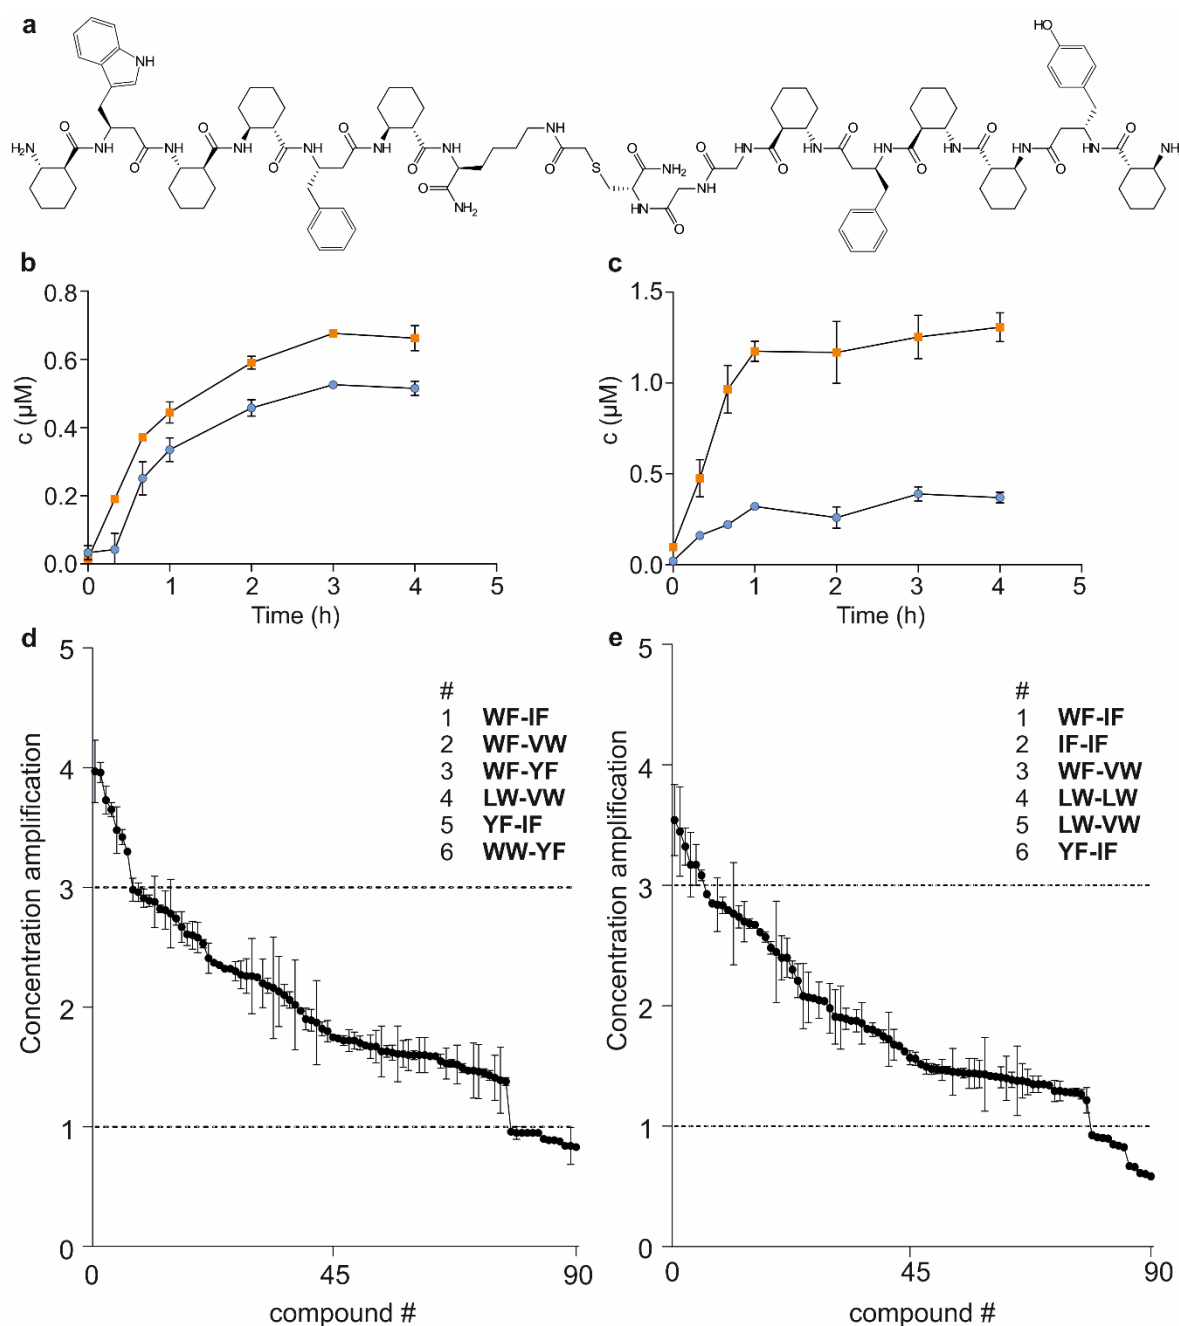 a
HO
NH
O O O O NH O O O O O O O
H₂N HN O HN HN O HN HN HN O S NH₂ HN NH HN NH NH NH NH
O NH₂ O HN NH O
b
c (µM)
0.8
0.6
0.4
0.2
0.0
0 1 2 3 4 5
Time (h)
c
c (µM)
1.5
1.0
0.5
0.0
0 1 2 3 4 5
Time (h)
d
Concentration amplification
5
4
3
2
1
0
#
1 WF-IF
2 WF-VW
3 WF-YF
4 LW-VW
5 YF-IF
6 WW-YF
0 45 90
compound #
e
Concentration amplification
5
4
3
2
1
0
#
1 WF-IF
2 IF-IF
3 WF-VW
4 LW-LW
5 LW-VW
6 YF-IF
0 45 90
compound #